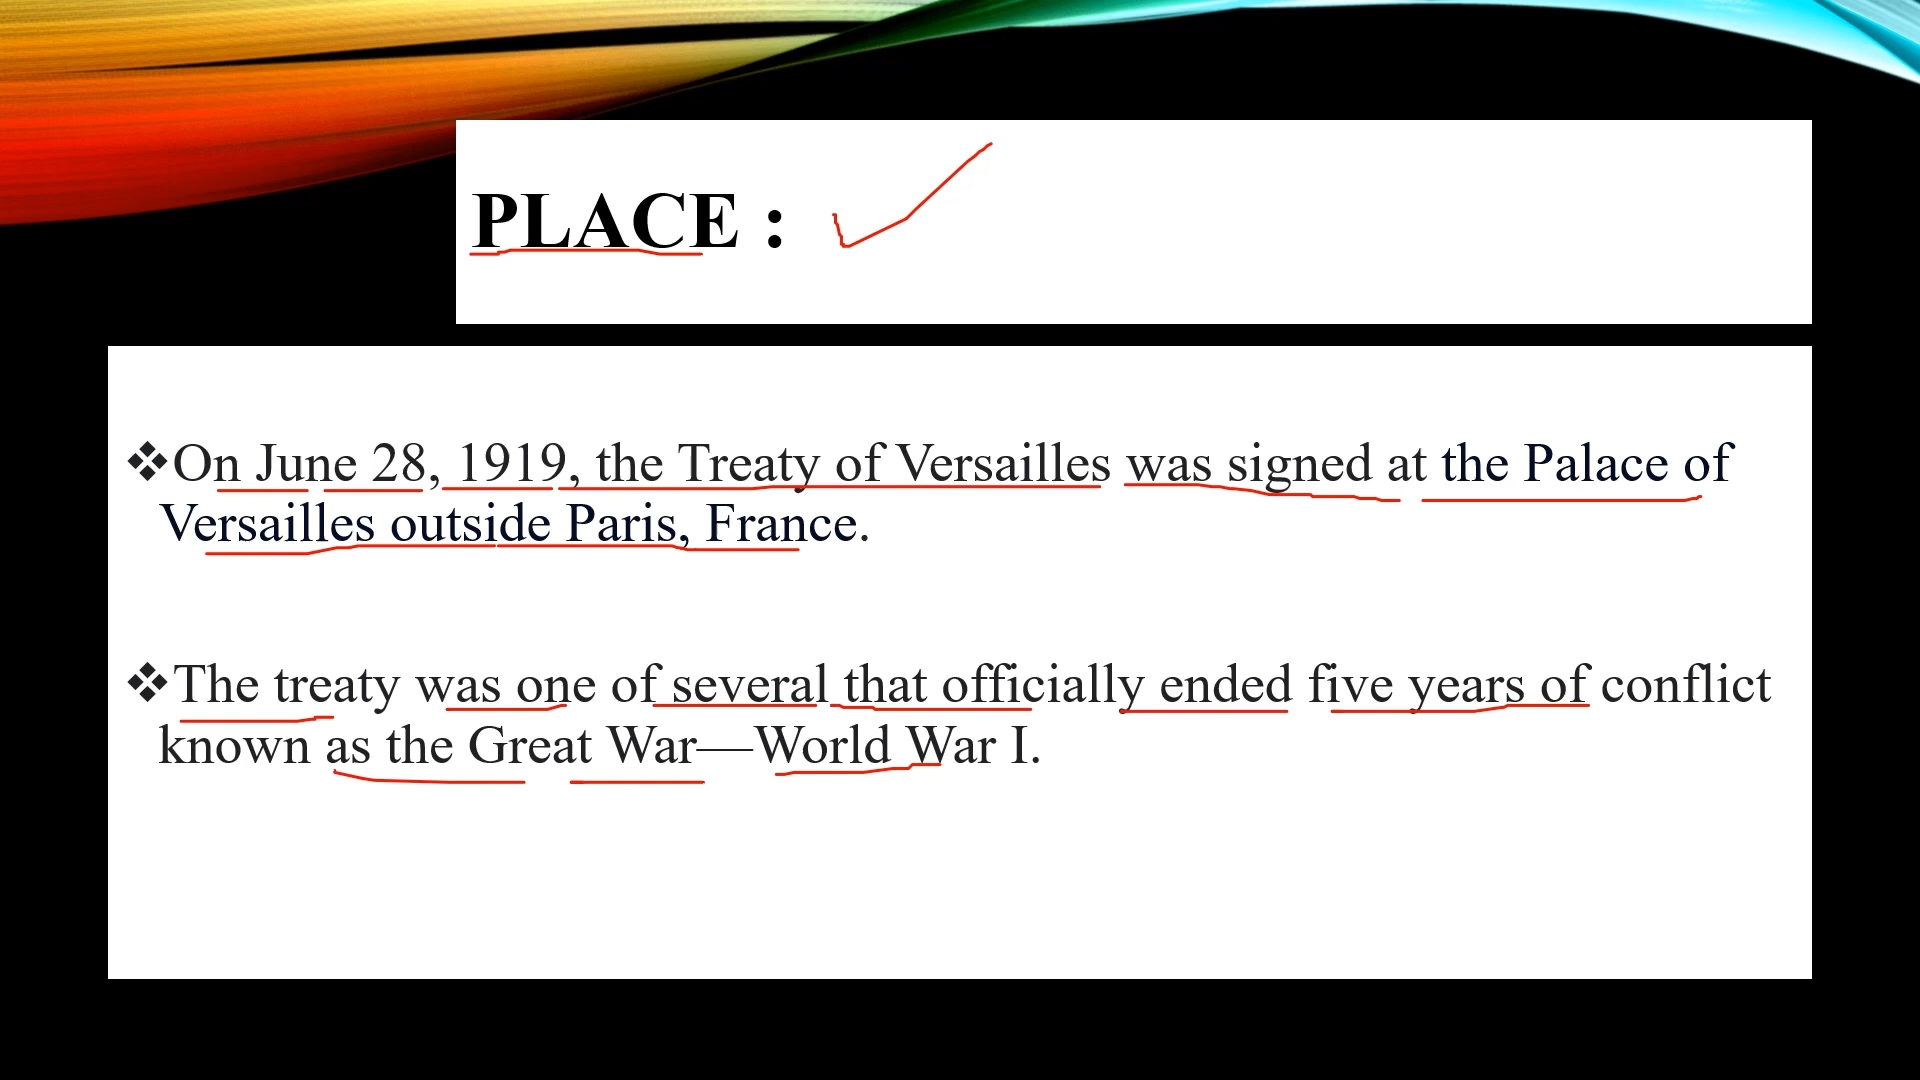 PLACE :
❖On June 28, 1919, the Treaty of Versailles was signed at the Palace of
Versailles outside Paris, France.
❖The treaty was one of several that officially ended five years of conflict
known as the Great War—World War I.